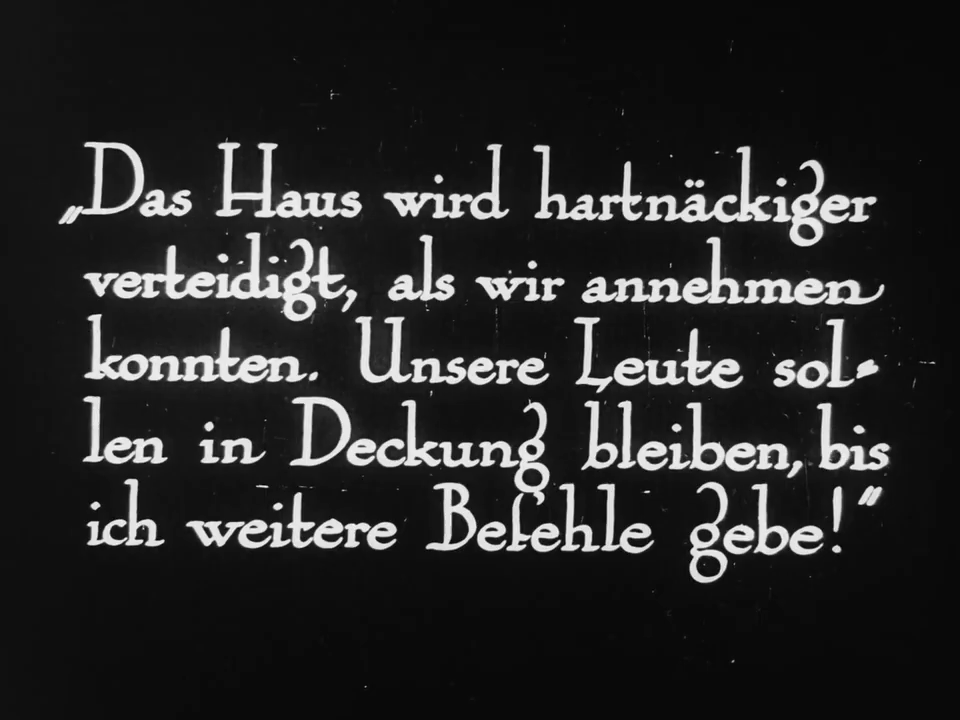 „Das Haus wird hartnäckiger
verteidigt, als wir annehmen
konnten. Unsere Leute sol-
len in Deckung bleiben, bis
ich weitere Befehle gebe!"